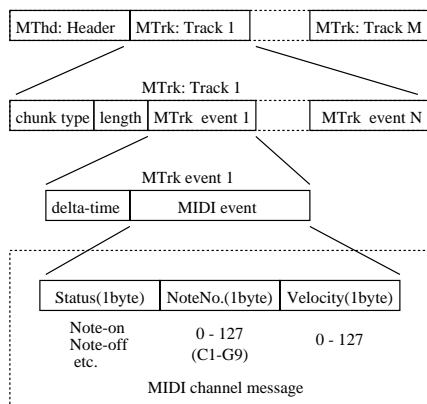 MThd: Header MTrk: Track 1 MTrk: Track M
MTrk: Track 1
chunk type length MTrk event 1 MTrk event N
MTrk event 1
delta-time MIDI event
Status(1byte) NoteNo.(1byte) Velocity(1byte)
Note-on 0 - 127 0 - 127
Note-off (C1-G9)
etc.
MIDI channel message